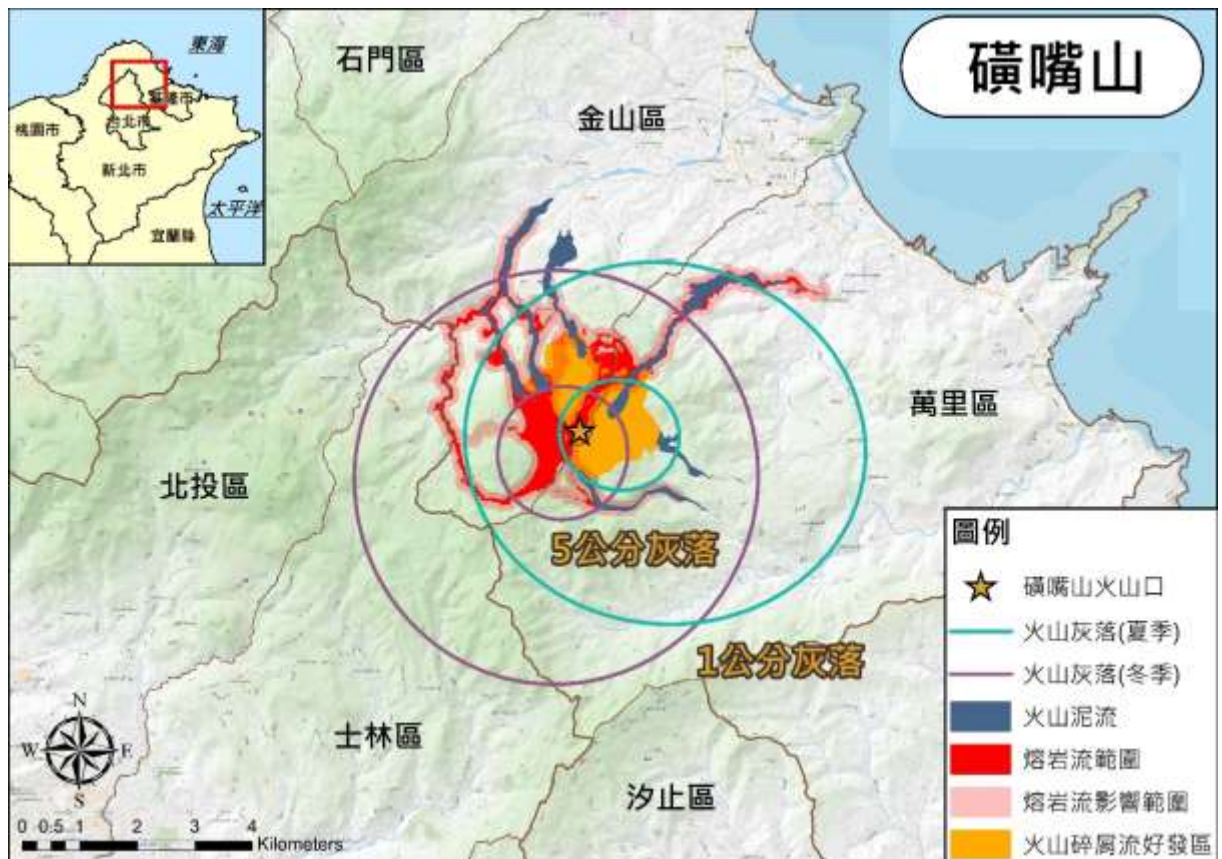 磺嘴山
東海
基隆市
桃園市
台北市
新北市
太平洋
宜蘭縣
石門區
金山區
萬里區
北投區
5公分灰落
1公分灰落
士林區
汐止區
N
W
E
S
0 0.5 1 2 3 4
Kilometers
圖例
磺嘴山火山口
火山灰落(夏季)
火山灰落(冬季)
火山泥流
熔岩流範圍
熔岩流影響範圍
火山碎屑流好發區